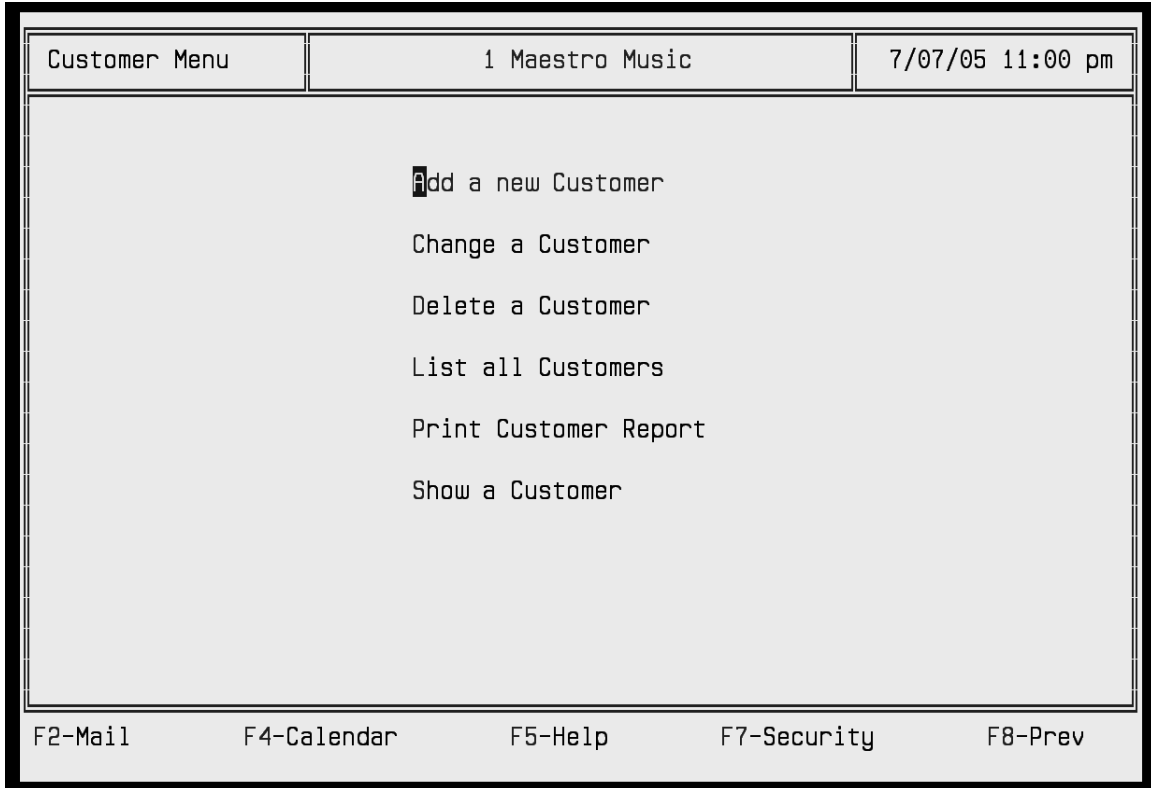 Customer Menu 1 Maestro Music 7/07/05 11:00 pm
Add a new Customer
Change a Customer
Delete a Customer
List all Customers
Print Customer Report
Show a Customer
F2-Mail F4-Calendar F5-Help F7-Security F8-Prev